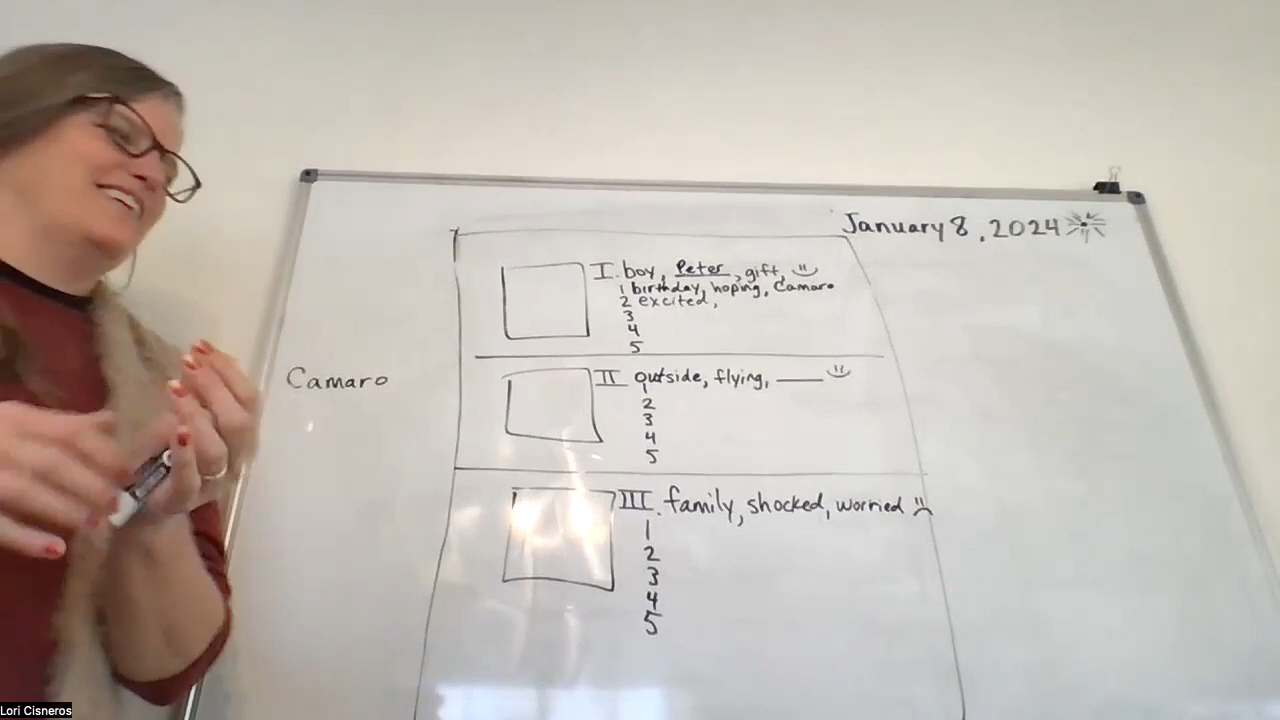 January 8, 2024
I. boy, Peter, gift,
1 birthday, hoping, Camaro
2 excited,
3
4
5
Camaro
II outside, flying, ____
1
2
3
4
5
III. family, shocked, worried
1
2
3
4
5
Lori Cisneros